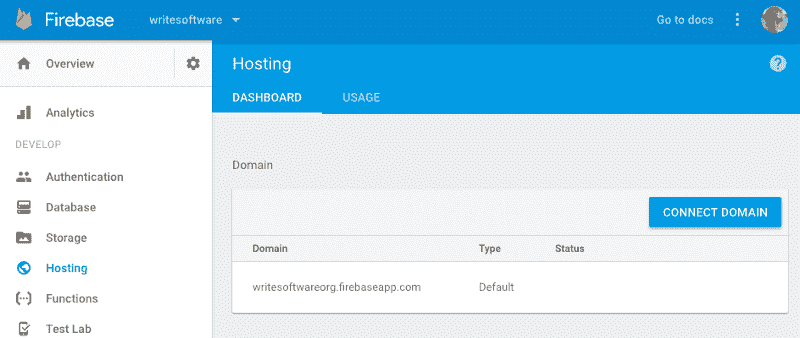 Firebase
writesoftware
Go to docs
Overview
Analytics
DEVELOP
Authentication
Database
Storage
Hosting
Functions
Test Lab
Hosting
DASHBOARD USAGE
Domain
CONNECT DOMAIN
Domain Type Status
writesoftwareorg.firebaseapp.com Default